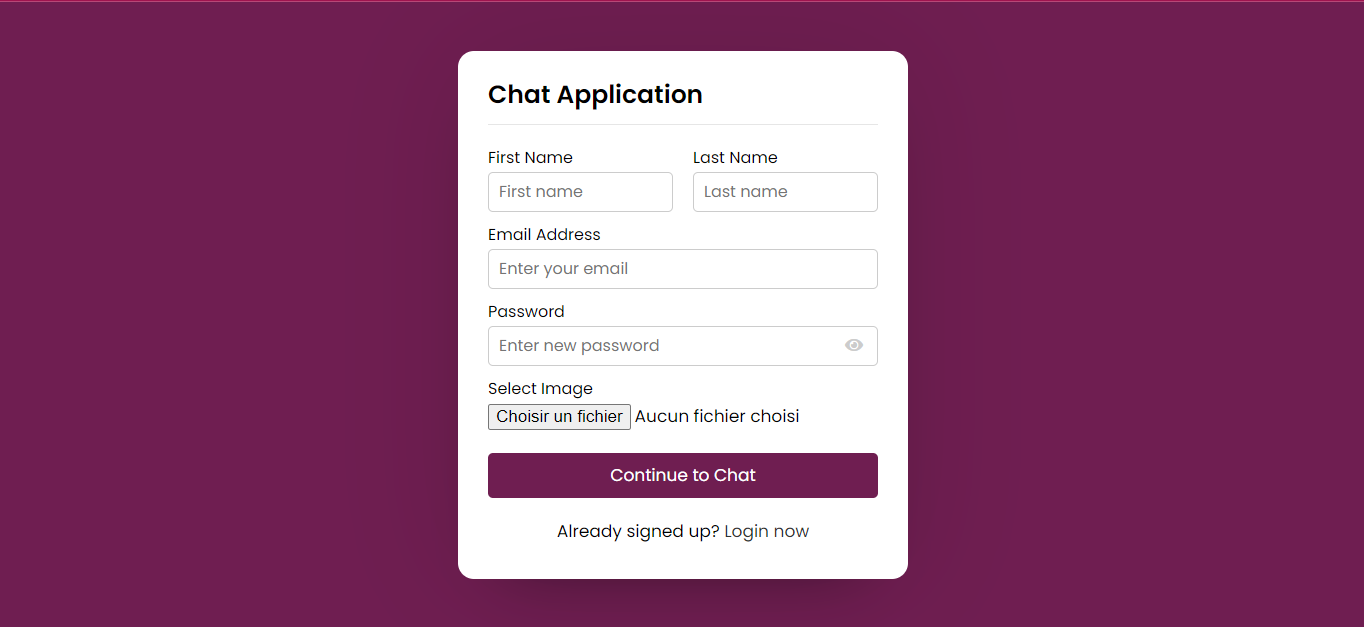 Chat Application
First Name Last Name
First name Last name
Email Address
Enter your email
Password
Enter new password
Select Image
Choisir un fichier Aucun fichier choisi
Continue to Chat
Already signed up? Login now